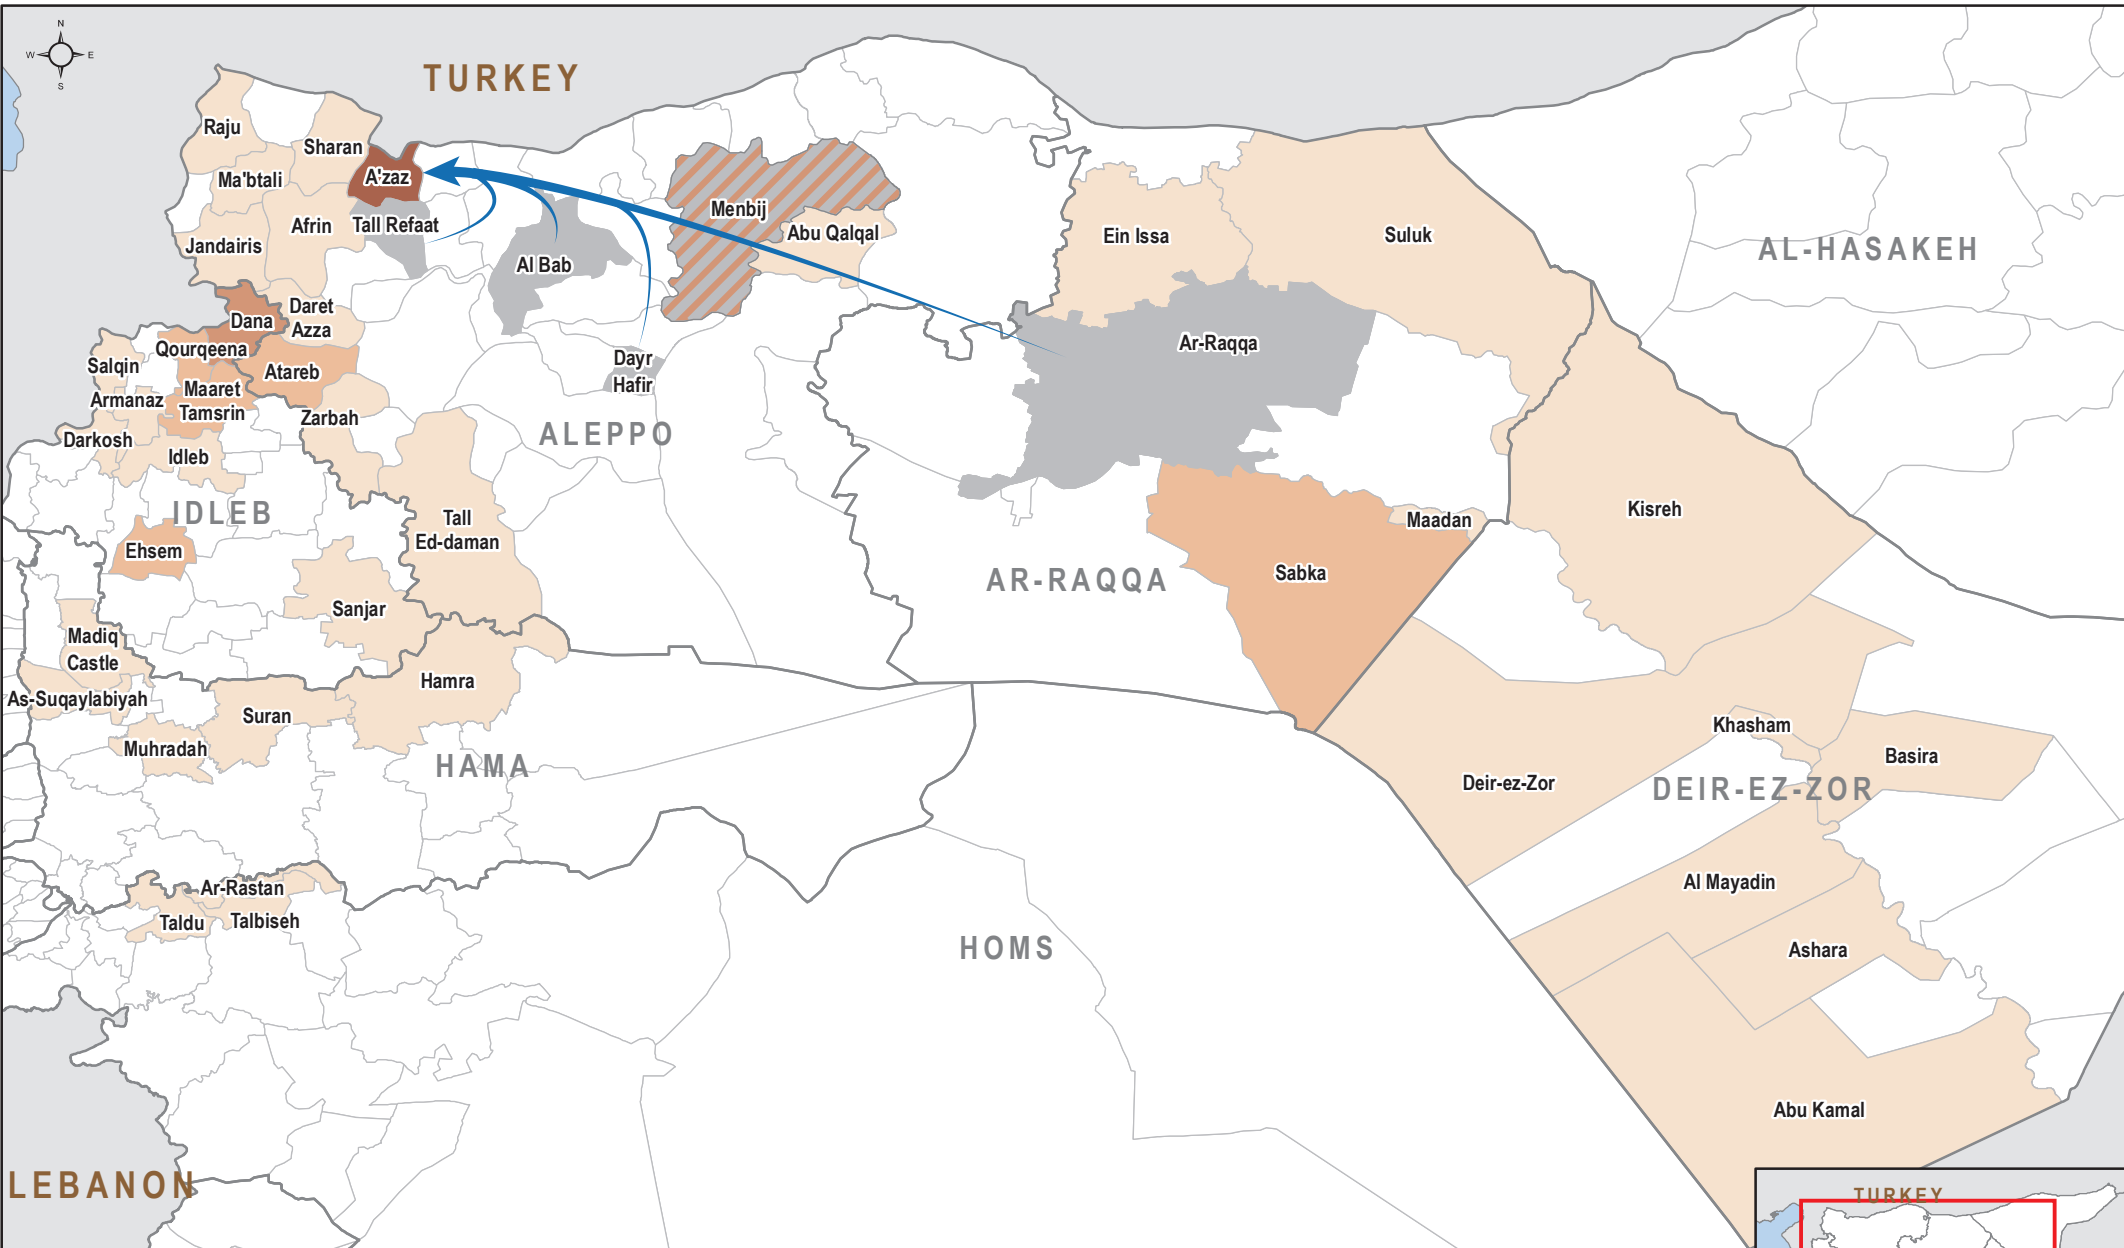 N
W
E
S
TURKEY
Raju
Sharan
A'zaz
Ma'btali
Afrin
Tall Refaat
Jandairis
Menbij
Abu Qalqal
Al Bab
Ein Issa
Suluk
AL-HASAKEH
Daret
Azza
Dana
Qourqeena
Salqin
Atareb
Maaret
Tamsrin
Armanaz
Zarbah
Darkosh
Idleb
Dayr
Hafir
Ar-Raqqa
ALEPPO
IDLEB
Ehsem
Tall
Ed-daman
Kisreh
Maadan
AR-RAQQA
Sabka
Sanjar
Madiq
Castle
As-Suqaylabiyah
Hamra
Suran
Muhradah
HAMA
Khasham
Basira
Deir-ez-Zor
DEIR-EZ-ZOR
Ar-Rastan
Taldu
Talbiseh
Al Mayadin
Ashara
HOMS
Abu Kamal
LEBANON
TURKEY